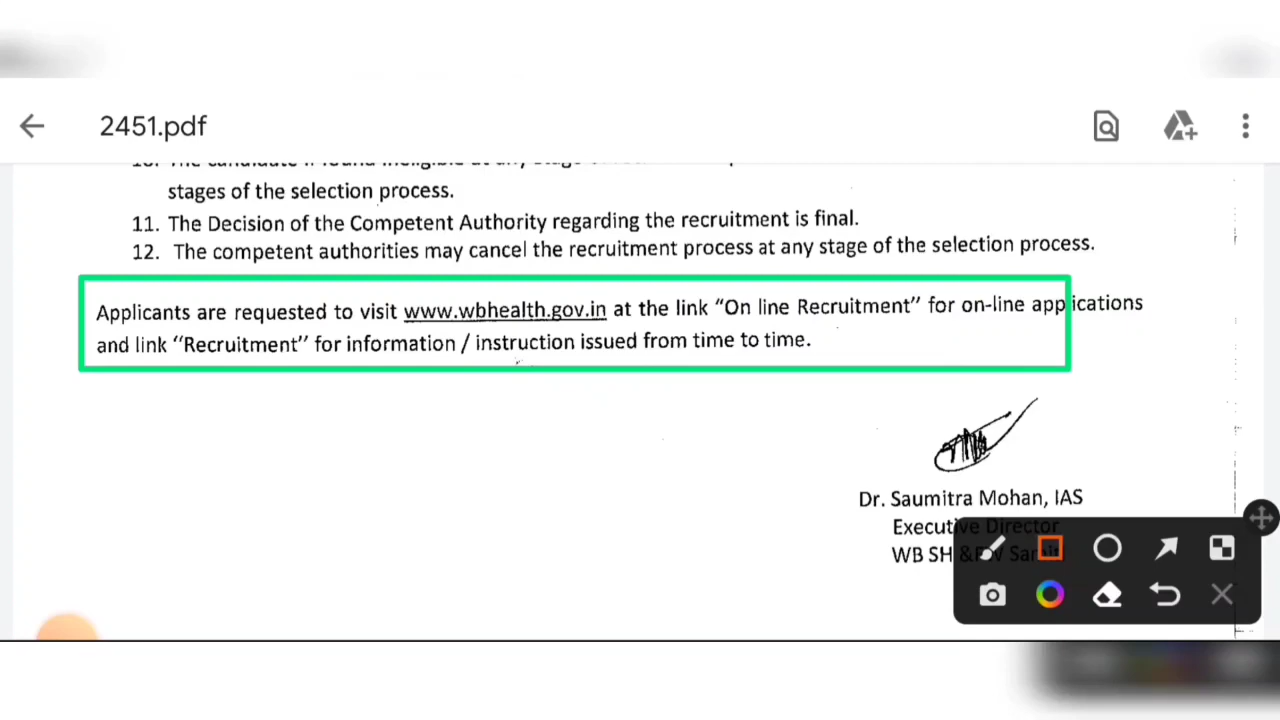 2451.pdf
stages of the selection process.
11. The Decision of the Competent Authority regarding the recruitment is final.
12. The competent authorities may cancel the recruitment process at any stage of the selection process.
Applicants are requested to visit www.wbhealth.gov.in at the link “On line Recruitment” for on-line applications
and link “Recruitment” for information / instruction issued from time to time.
Dr. Saumitra Mohan, IAS
Executive Director
WB SH &